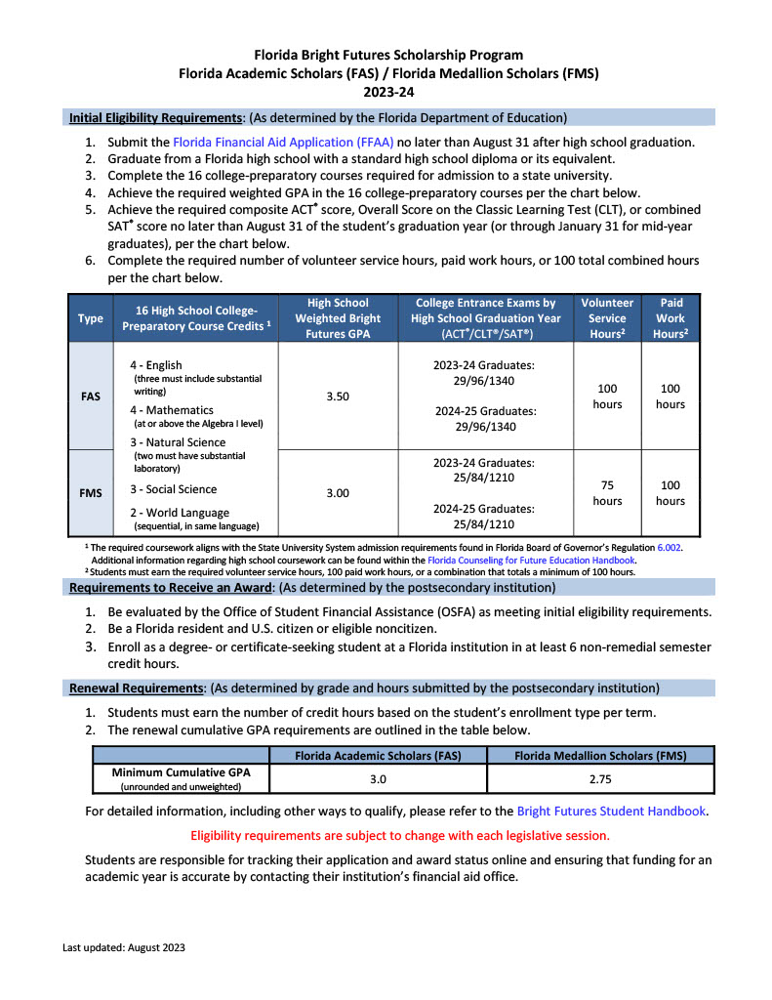 Florida Bright Futures Scholarship Program
Florida Academic Scholars (FAS) / Florida Medallion Scholars (FMS)
2023-24
Initial Eligibility Requirements: (As determined by the Florida Department of Education)
1. Submit the Florida Financial Aid Application (FFAA) no later than August 31 after high school graduation.
2. Graduate from a Florida high school with a standard high school diploma or its equivalent.
3. Complete the 16 college-preparatory courses required for admission to a state university.
4. Achieve the required weighted GPA in the 16 college-preparatory courses per the chart below.
5. Achieve the required composite ACT® score, Overall Score on the Classic Learning Test (CLT), or combined
SAT® score no later than August 31 of the student's graduation year (or through January 31 for mid-year
graduates), per the chart below.
6. Complete the required number of volunteer service hours, paid work hours, or 100 total combined hours
per the chart below.
Type
16 High School College-
Preparatory Course Credits ¹
High School
Weighted Bright
Futures GPA
College Entrance Exams by
High School Graduation Year
(ACT®/CLT®/SAT®)
Volunteer
Service
Hours²
Paid
Work
Hours²
FAS
4 - English
(three must include substantial
writing)
4 - Mathematics
(at or above the Algebra I level)
3 - Natural Science
(two must have substantial
laboratory)
3 - Social Science
2 - World Language
(sequential, in same language)
3.50
2023-24 Graduates:
29/96/1340
2024-25 Graduates:
29/96/1340
100
hours
100
hours
FMS
3.00
2023-24 Graduates:
25/84/1210
2024-25 Graduates:
25/84/1210
75
hours
100
hours
¹ The required coursework aligns with the State University System admission requirements found in Florida Board of Governor's Regulation 6.002.
Additional information regarding high school coursework can be found within the Florida Counseling for Future Education Handbook.
² Students must earn the required volunteer service hours, 100 paid work hours, or a combination that totals a minimum of 100 hours.
Requirements to Receive an Award: (As determined by the postsecondary institution)
1. Be evaluated by the Office of Student Financial Assistance (OSFA) as meeting initial eligibility requirements.
2. Be a Florida resident and U.S. citizen or eligible noncitizen.
3. Enroll as a degree- or certificate-seeking student at a Florida institution in at least 6 non-remedial semester
credit hours.
Renewal Requirements: (As determined by grade and hours submitted by the postsecondary institution)
1. Students must earn the number of credit hours based on the student's enrollment type per term.
2. The renewal cumulative GPA requirements are outlined in the table below.
Florida Academic Scholars (FAS)
Florida Medallion Scholars (FMS)
Minimum Cumulative GPA
(unrounded and unweighted)
3.0
2.75
For detailed information, including other ways to qualify, please refer to the Bright Futures Student Handbook.
Eligibility requirements are subject to change with each legislative session.
Students are responsible for tracking their application and award status online and ensuring that funding for an
academic year is accurate by contacting their institution's financial aid office.
Last updated: August 2023